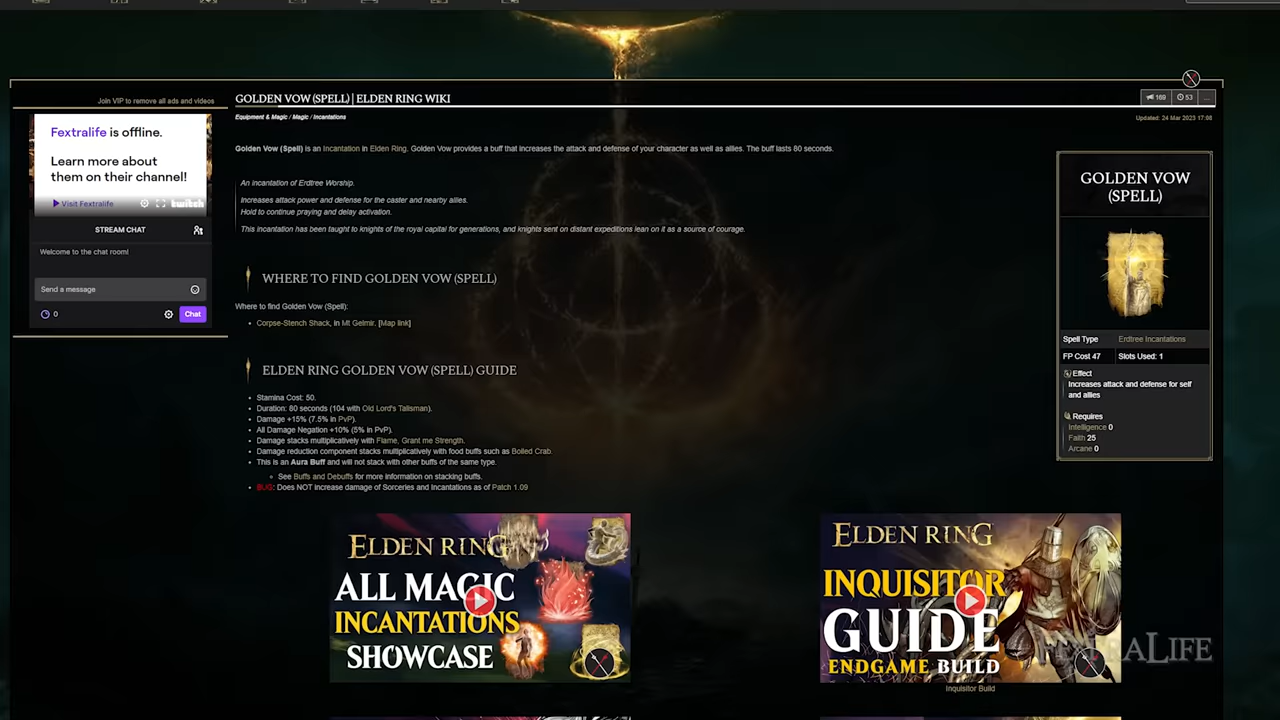 Join VIP to remove all ads and videos
Fextralife is offline.
Learn more about
them on their channel!
Visit Fextralife
twitch
STREAM CHAT
Welcome to the chat room!
Send a message
0
Chat
GOLDEN VOW (SPELL) | ELDEN RING WIKI
169
53
...
Equipment & Magic / Magic / Incantations
Updated: 24 Mar 2023 17:08
Golden Vow (Spell) is an Incantation in Elden Ring. Golden Vow provides a buff that increases the attack and defense of your character as well as allies. The buff lasts 80 seconds.
An incantation of Erdtree Worship.
Increases attack power and defense for the caster and nearby allies.
Hold to continue praying and delay activation.
This incantation has been taught to knights of the royal capital for generations, and knights sent on distant expeditions lean on it as a source of courage.
WHERE TO FIND GOLDEN VOW (SPELL)
Where to find Golden Vow (Spell):
Corpse-Stench Shack, in Mt Gelmir. [Map link]
ELDEN RING GOLDEN VOW (SPELL) GUIDE
Stamina Cost: 50.
Duration: 80 seconds (104 with Old Lord's Talisman).
Damage +15% (7.5% in PvP).
All Damage Negation +10% (5% in PvP).
Damage stacks multiplicatively with Flame, Grant me Strength.
Damage reduction component stacks multiplicatively with food buffs such as Boiled Crab.
This is an Aura Buff and will not stack with other buffs of the same type.
See Buffs and Debuffs for more information on stacking buffs.
BUG: Does NOT increase damage of Sorceries and Incantations as of Patch 1.09
GOLDEN VOW
(SPELL)
Spell Type Erdtree Incantations
FP Cost 47 Slots Used: 1
Effect
Increases attack and defense for self
and allies
Requires
Intelligence 0
Faith 25
Arcane 0
ELDEN RING
ALL MAGIC
INCANTATIONS
SHOWCASE
ELDEN RING
INQUISITOR
GUIDE
ENDGAME BUILD
Inquisitor Build
FEXTRALIFE